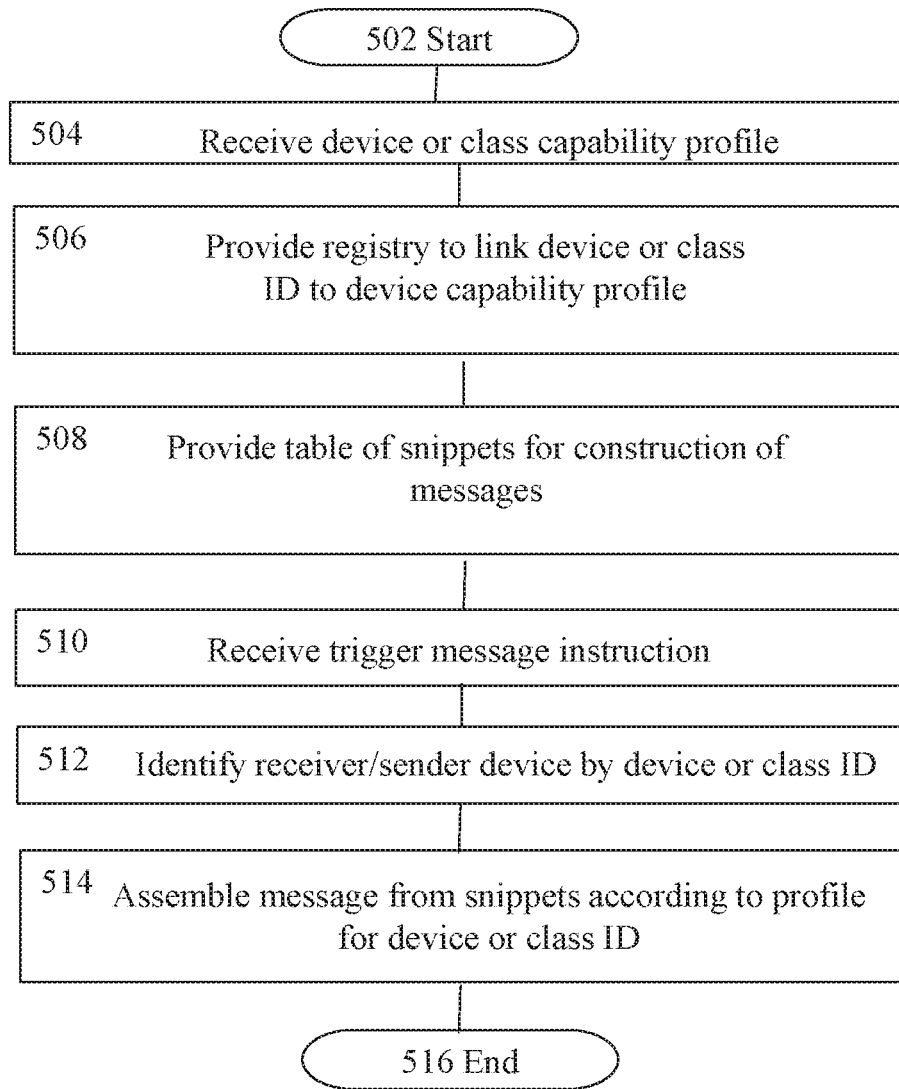 502 Start
504 Receive device or class capability profile
506 Provide registry to link device or class
ID to device capability profile
508 Provide table of snippets for construction of
messages
510 Receive trigger message instruction
512 Identify receiver/sender device by device or class ID
514 Assemble message from snippets according to profile
for device or class ID
516 End